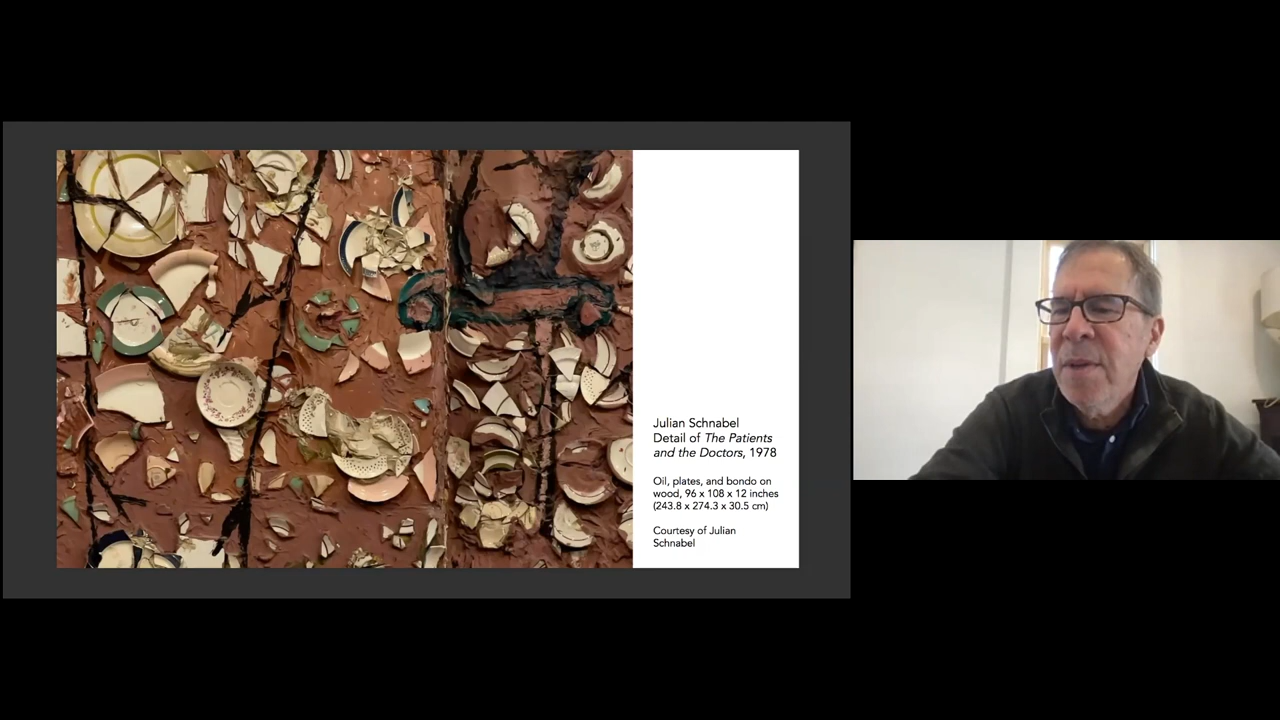 Julian Schnabel
Detail of The Patients
and the Doctors, 1978
Oil, plates, and bondo on
wood, 96 x 108 x 12 inches
(243.8 x 274.3 x 30.5 cm)
Courtesy of Julian
Schnabel